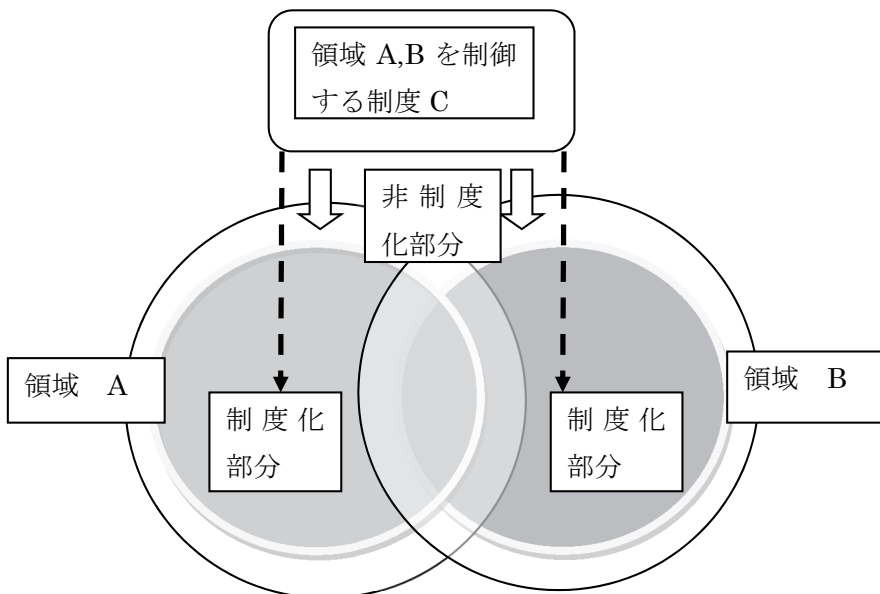 領域 A,B を制御
する制度 C
非制度
化部分
領域 A
領域 B
制度化
部分
制度化
部分